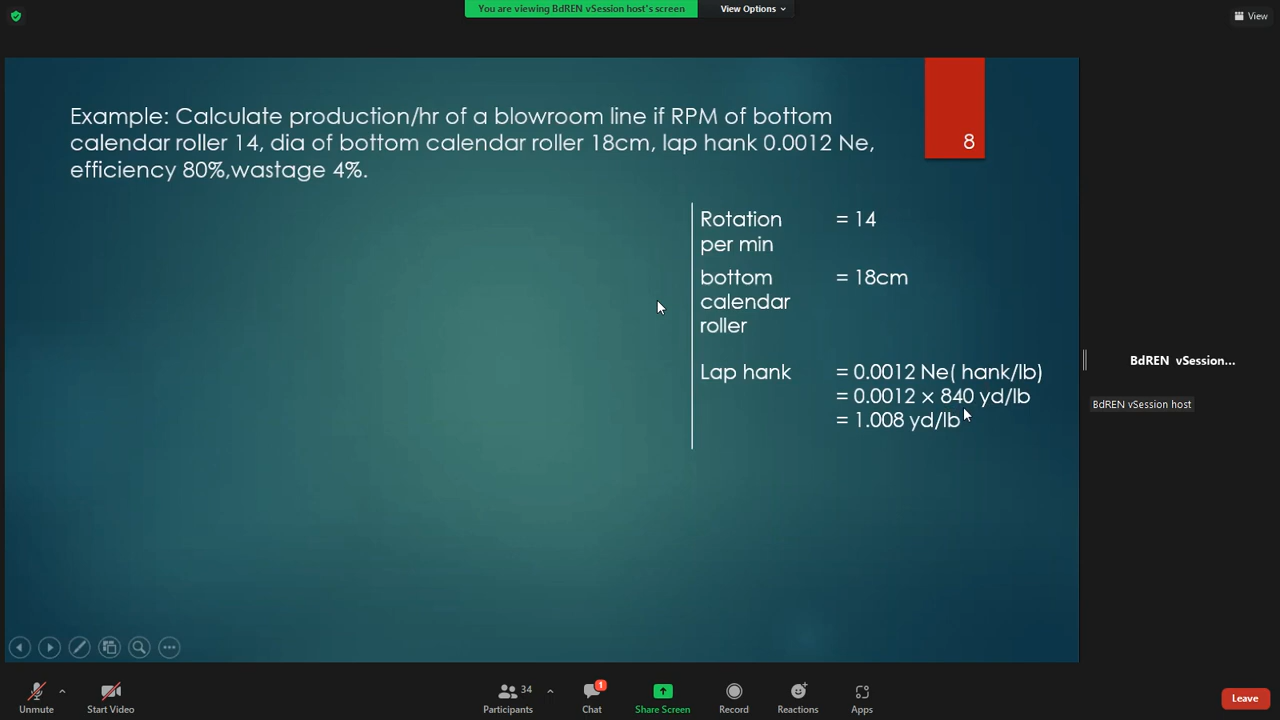 You are viewing BdREN vSession host's screen
View Options
View
Example: Calculate production/hr of a blowroom line if RPM of bottom
calendar roller 14, dia of bottom calendar roller 18cm, lap hank 0.0012 Ne,
efficiency 80%,wastage 4%.
8
Rotation = 14
per min
bottom = 18cm
calendar
roller
Lap hank = 0.0012 Ne( hank/lb)
= 0.0012 × 840 yd/lb
= 1.008 yd/lb
BdREN vSession...
BdREN vSession host
Unmute
Start Video
34
Participants
1
Chat
Share Screen
Record
Reactions
Apps
Leave